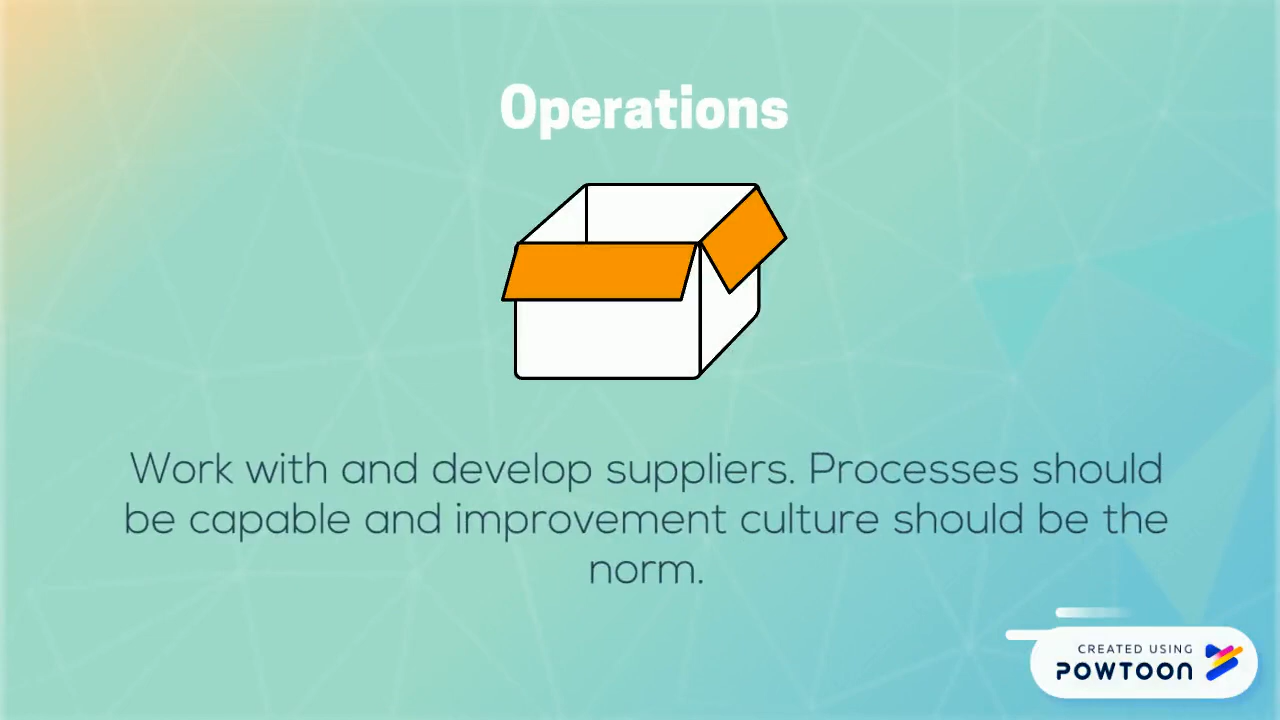 Operations
Work with and develop suppliers. Processes should
be capable and improvement culture should be the
norm.
CREATED USING
POWTOON